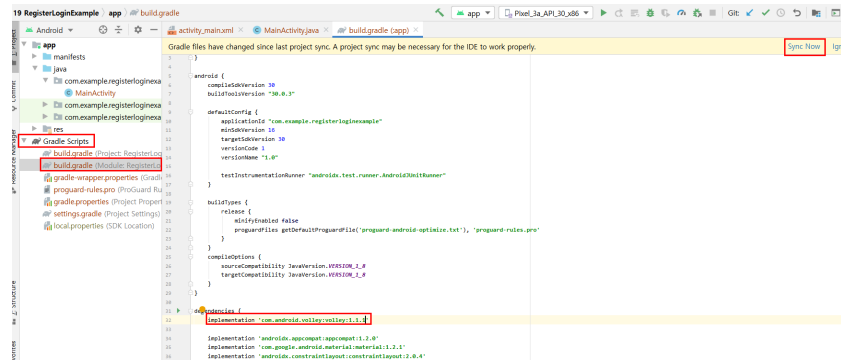 19 RegisterLoginExample app build.gradle
app Pixel_3a_API_30_x86 Git:
Project
Android
activity_main.xml MainActivity.java build.gradle (:app)
Gradle files have changed since last project sync. A project sync may be necessary for the IDE to work properly.
Sync Now Igr
app
manifests
java
com.example.registerloginexa
MainActivity
com.example.registerloginexa
com.example.registerloginexa
res
Gradle Scripts
build.gradle (Project: RegisterLog
build.gradle (Module: RegisterLo
gradle-wrapper.properties (Gradl
proguard-rules.pro (ProGuard Ru
gradle.properties (Project Propert
settings.gradle (Project Settings)
local.properties (SDK Location)
Commit
Resource Manager
Structure
}
android {
compileSdkVersion 30
buildToolsVersion "30.0.3"
defaultConfig {
applicationId "com.example.registerloginexample"
minSdkVersion 16
targetSdkVersion 30
versionCode 1
versionName "1.0"
testInstrumentationRunner "androidx.test.runner.AndroidJUnitRunner"
}
buildTypes {
release {
minifyEnabled false
proguardFiles getDefaultProguardFile('proguard-android-optimize.txt'), 'proguard-rules.pro'
}
}
compileOptions {
sourceCompatibility JavaVersion.VERSION_1_8
targetCompatibility JavaVersion.VERSION_1_8
}
}
dependencies {
implementation 'com.android.volley:volley:1.1.1'
implementation 'androidx.appcompat:appcompat:1.2.0'
implementation 'com.google.android.material:material:1.2.1'
implementation 'androidx.constraintlayout:constraintlayout:2.0.4'